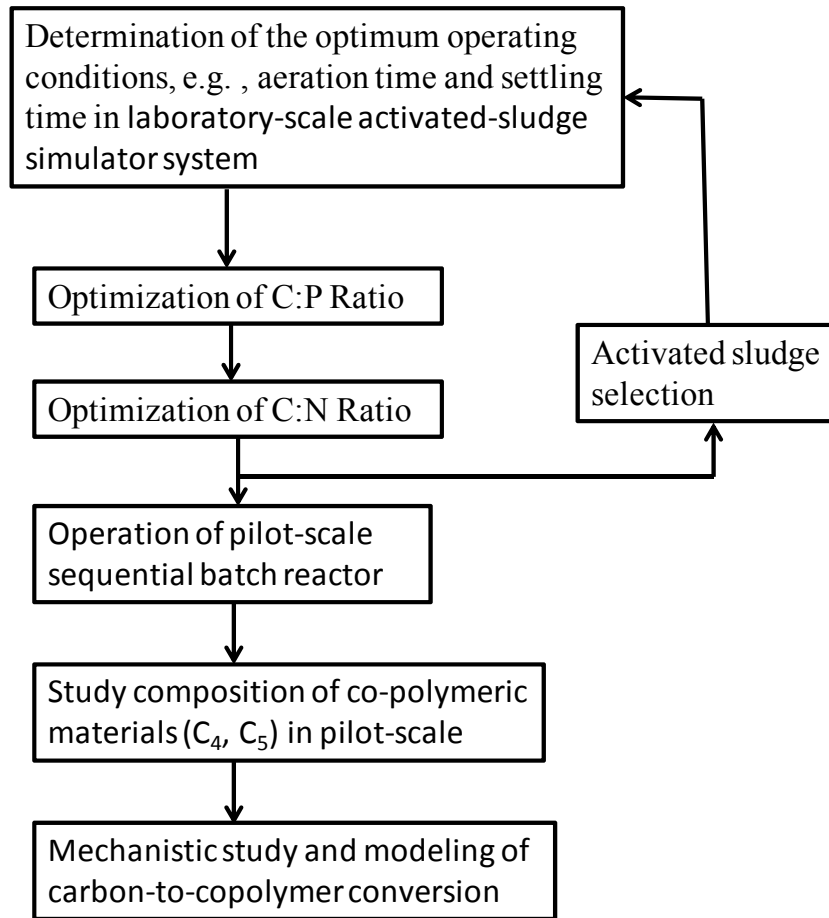 Determination of the optimum operating
conditions, e.g. , aeration time and settling
time in laboratory-scale activated-sludge
simulator system
Optimization of C:P Ratio
Optimization of C:N Ratio
Activated sludge
selection
Operation of pilot-scale
sequential batch reactor
Study composition of co-polymeric
materials (C₄, C₅) in pilot-scale
Mechanistic study and modeling of
carbon-to-copolymer conversion